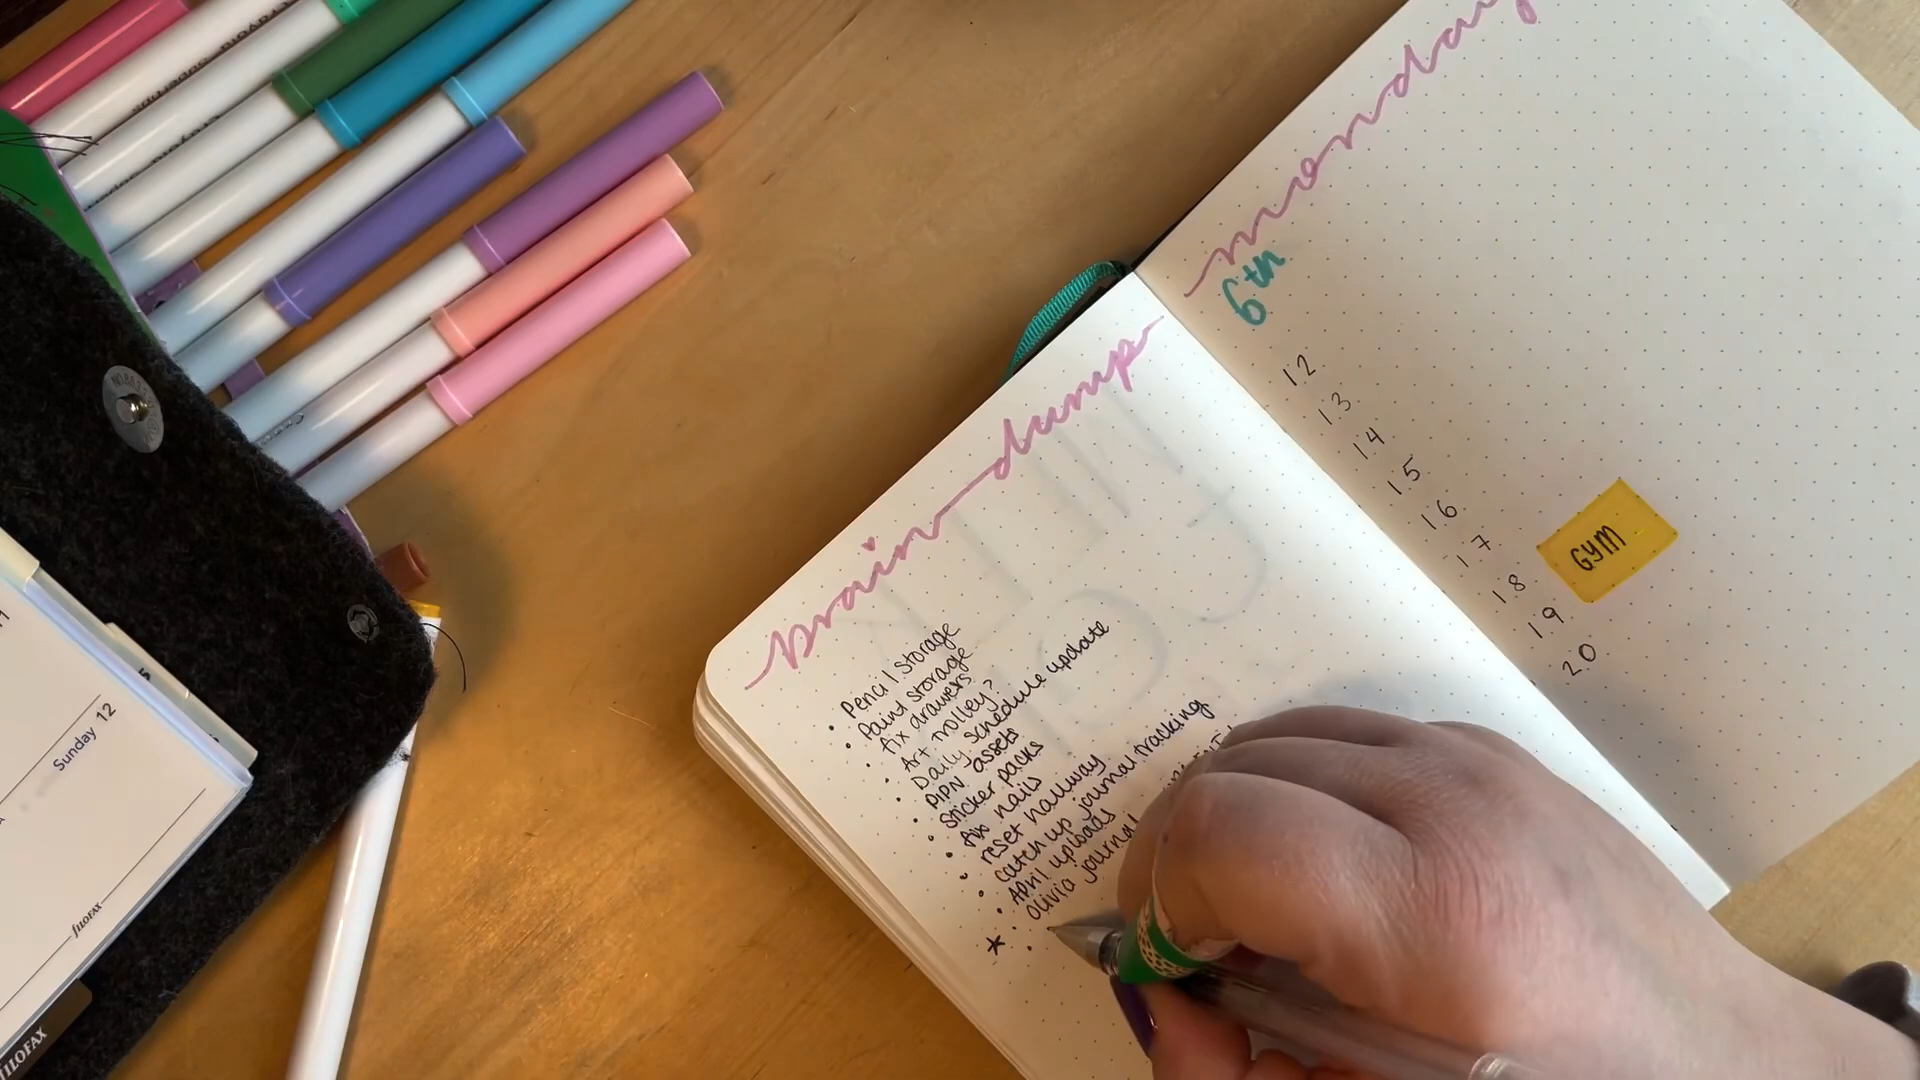 brain dump
• Pencil storage
• Paint storage
fix drawers
• Art trolley?
• Daily schedule update
PIPN assets
• Sticker packs
• fix nails
• reset hallway
• catch up journal tracking
• April uploads
★ • Olivia journal
•
monday
6th
12
13
14
15
16
17
18
19
20
GYM
Sunday 12
fILOFAX
FILOFAX